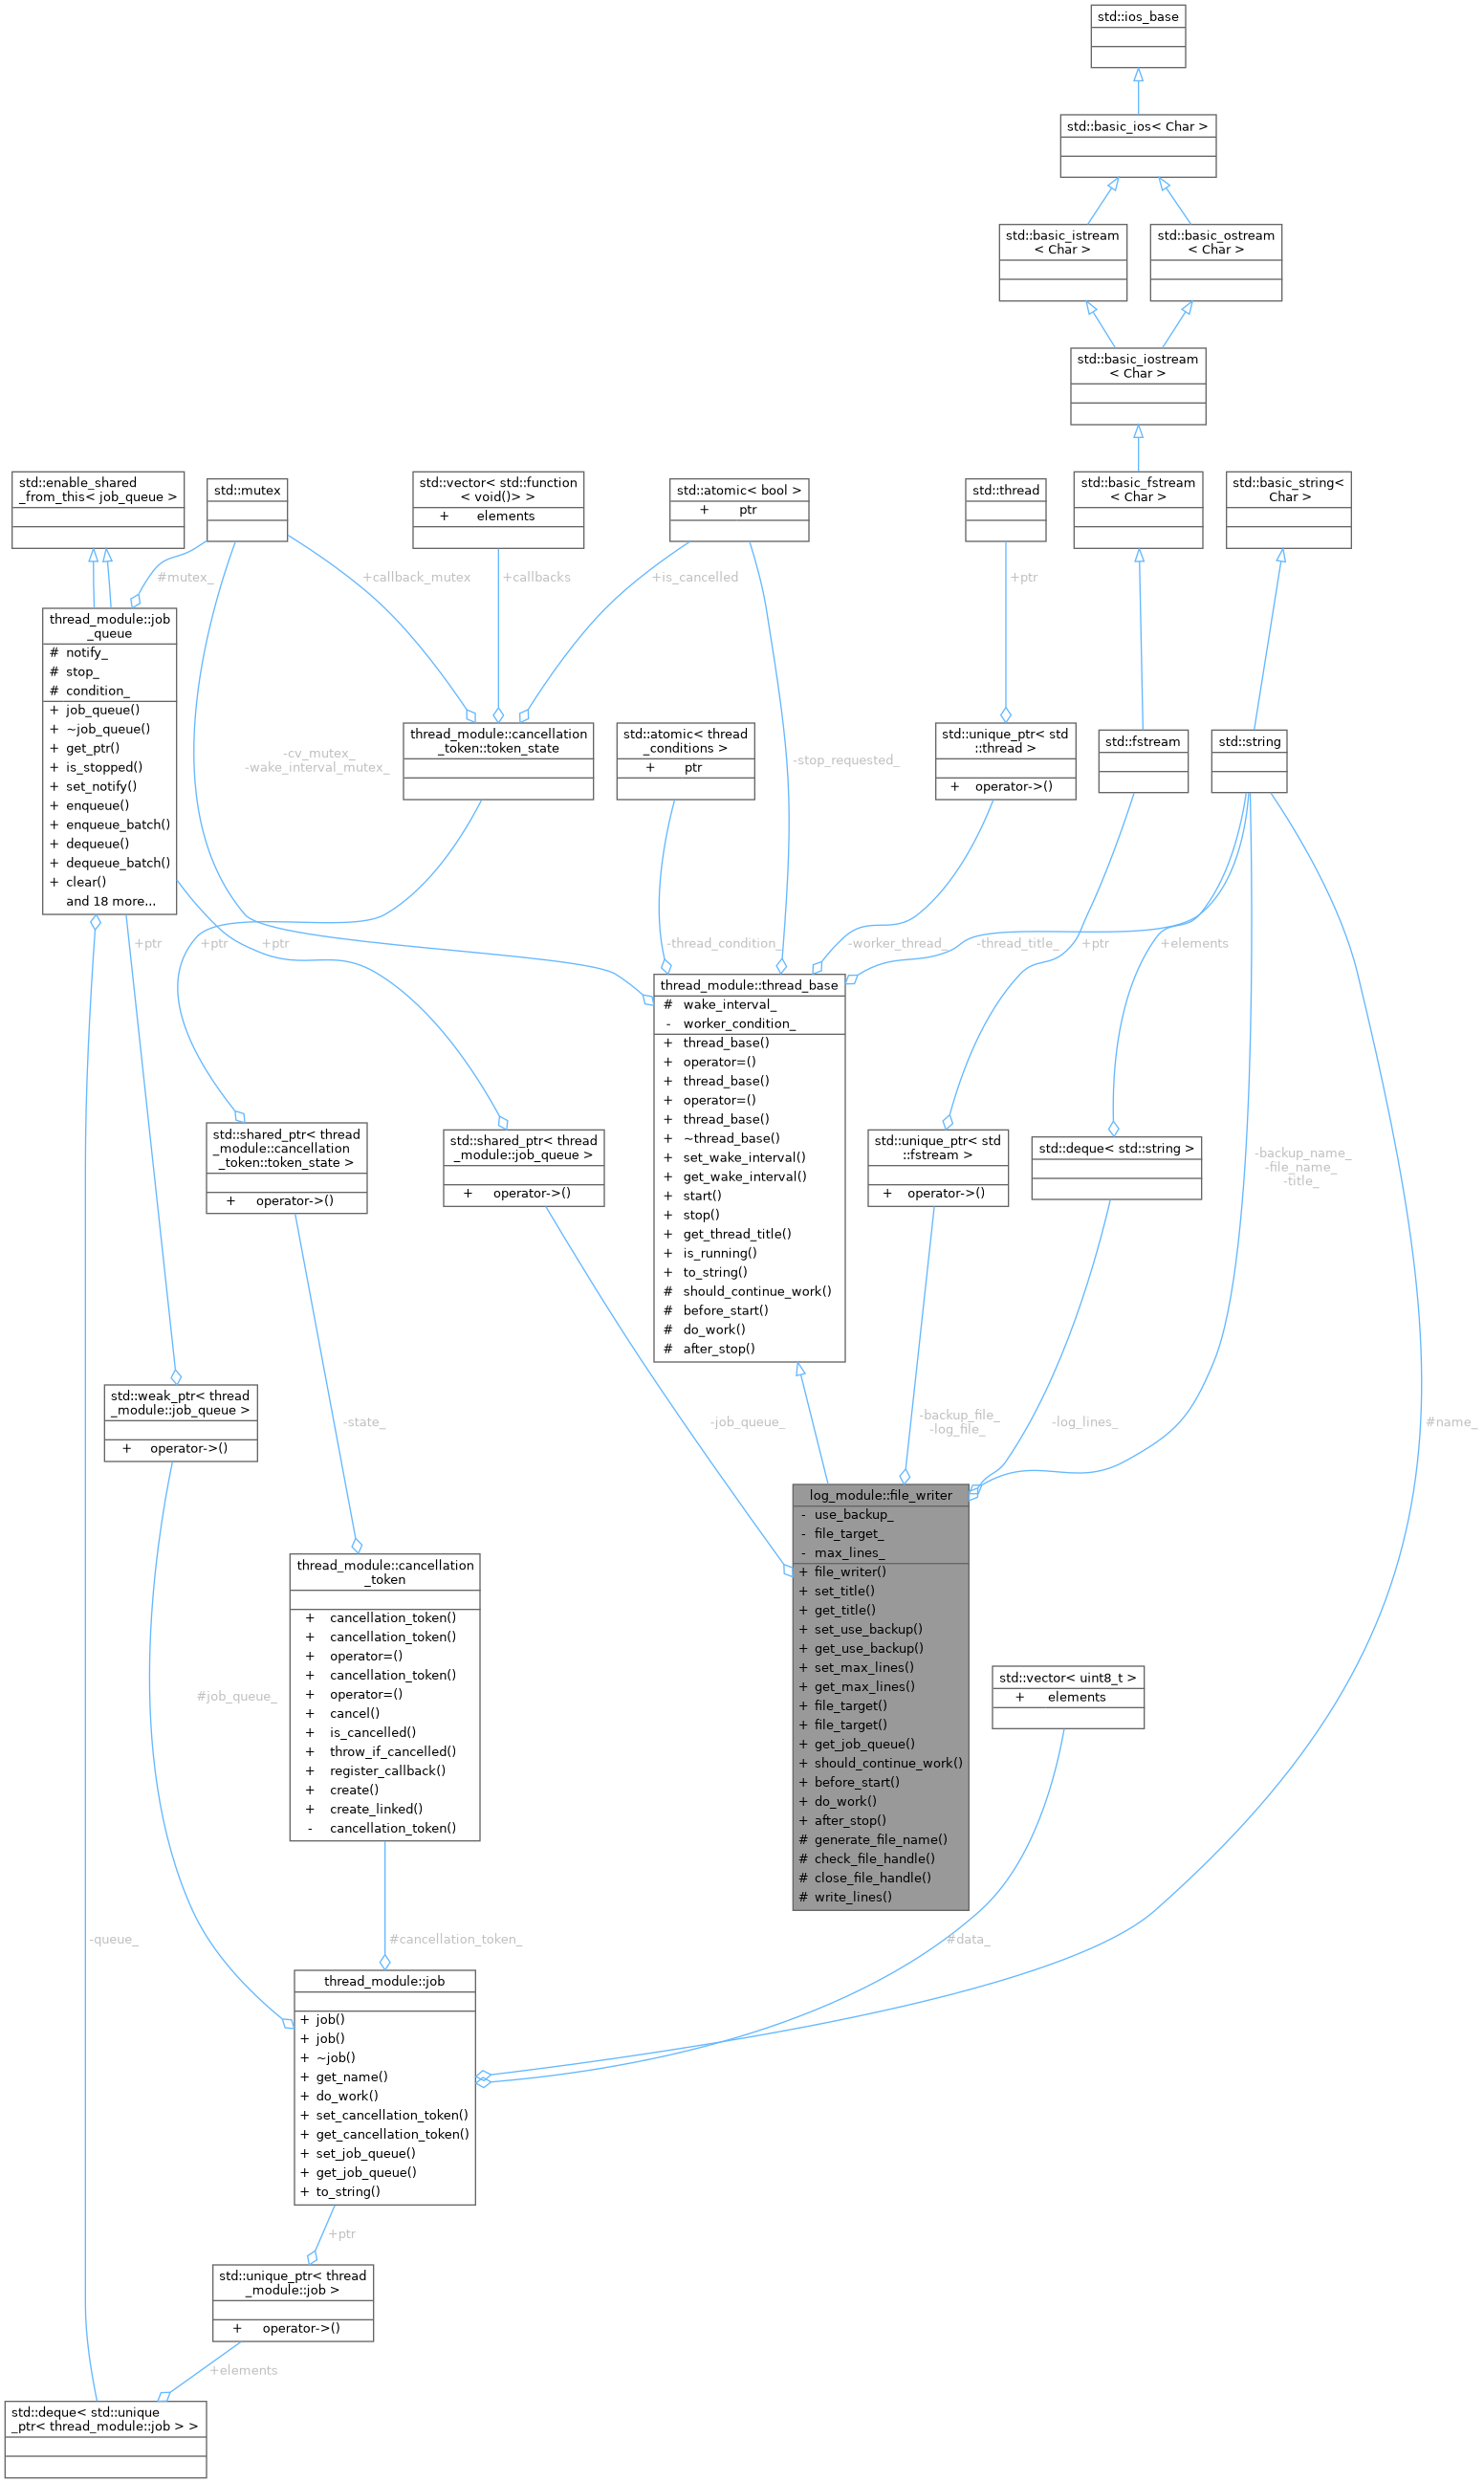 std::ios_base
std::basic_ios< Char >
std::basic_istream
< Char >
std::basic_ostream
< Char >
std::basic_iostream
< Char >
std::enable_shared
_from_this< job_queue >
std::mutex
std::vector< std::function
< void()> >
+ elements
std::atomic< bool >
+ ptr
std::thread
std::basic_fstream
< Char >
std::basic_string<
Char >
#mutex_
+callback_mutex
+callbacks
+is_cancelled
+ptr
thread_module::job
_queue
# notify_
# stop_
# condition_
+ job_queue()
+ ~job_queue()
+ get_ptr()
+ is_stopped()
+ set_notify()
+ enqueue()
+ enqueue_batch()
+ dequeue()
+ dequeue_batch()
+ clear()
and 18 more...
-cv_mutex_
-wake_interval_mutex_
thread_module::cancellation
_token::token_state
std::atomic< thread
_conditions >
+ ptr
-stop_requested_
std::unique_ptr< std
::thread >
+ operator->()
std::fstream
std::string
+ptr
+ptr
+ptr
-thread_condition_
-worker_thread_
-thread_title_
+ptr
+elements
thread_module::thread_base
# wake_interval_
- worker_condition_
+ thread_base()
+ operator=()
+ thread_base()
+ operator=()
+ thread_base()
+ ~thread_base()
+ set_wake_interval()
+ get_wake_interval()
+ start()
+ stop()
+ get_thread_title()
+ is_running()
+ to_string()
# should_continue_work()
# before_start()
# do_work()
# after_stop()
std::shared_ptr< thread
_module::cancellation
_token::token_state >
+ operator->()
std::shared_ptr< thread
_module::job_queue >
+ operator->()
std::unique_ptr< std
::fstream >
+ operator->()
std::deque< std::string >
-backup_name_
-file_name_
-title_
std::weak_ptr< thread
_module::job_queue >
+ operator->()
-state_
-job_queue_
-backup_file_
-log_file_
-log_lines_
#name_
log_module::file_writer
- use_backup_
- file_target_
- max_lines_
+ file_writer()
+ set_title()
+ get_title()
+ set_use_backup()
+ get_use_backup()
+ set_max_lines()
+ get_max_lines()
+ file_target()
+ file_target()
+ get_job_queue()
+ should_continue_work()
+ before_start()
+ do_work()
+ after_stop()
# generate_file_name()
# check_file_handle()
# close_file_handle()
# write_lines()
thread_module::cancellation
_token
+ cancellation_token()
+ cancellation_token()
+ operator=()
+ cancellation_token()
+ operator=()
+ cancel()
+ is_cancelled()
+ throw_if_cancelled()
+ register_callback()
+ create()
+ create_linked()
- cancellation_token()
#job_queue_
std::vector< uint8_t >
+ elements
-queue_
#cancellation_token_
#data_
thread_module::job
+ job()
+ job()
+ ~job()
+ get_name()
+ do_work()
+ set_cancellation_token()
+ get_cancellation_token()
+ set_job_queue()
+ get_job_queue()
+ to_string()
+ptr
std::unique_ptr< thread
_module::job >
+ operator->()
+elements
std::deque< std::unique
_ptr< thread_module::job > >